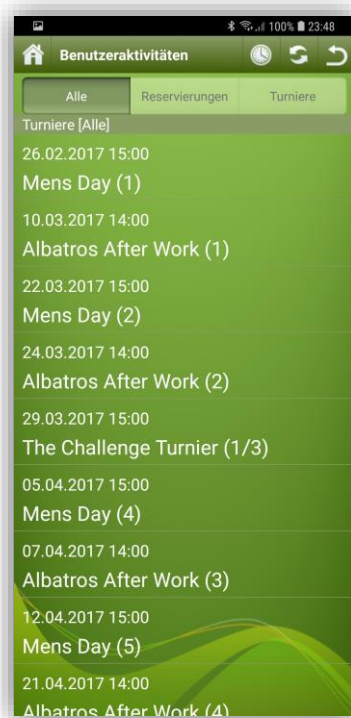 100% 23:48
Benutzeraktivitäten
Alle Reservierungen Turniere
Turniere [Alle]
26.02.2017 15:00
Mens Day (1)
10.03.2017 14:00
Albatros After Work (1)
22.03.2017 15:00
Mens Day (2)
24.03.2017 14:00
Albatros After Work (2)
29.03.2017 15:00
The Challenge Turnier (1/3)
05.04.2017 15:00
Mens Day (4)
07.04.2017 14:00
Albatros After Work (3)
12.04.2017 15:00
Mens Day (5)
21.04.2017 14:00
Albatros After Work (4)